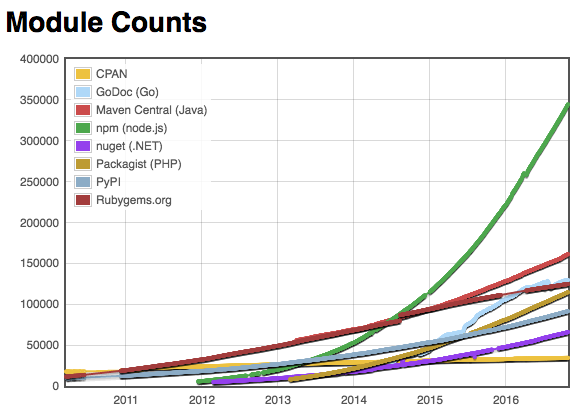 Module Counts
400000
350000
300000
250000
200000
150000
100000
50000
0
CPAN
GoDoc (Go)
Maven Central (Java)
npm (node.js)
nuget (.NET)
Packagist (PHP)
PyPI
Rubygems.org
2011 2012 2013 2014 2015 2016